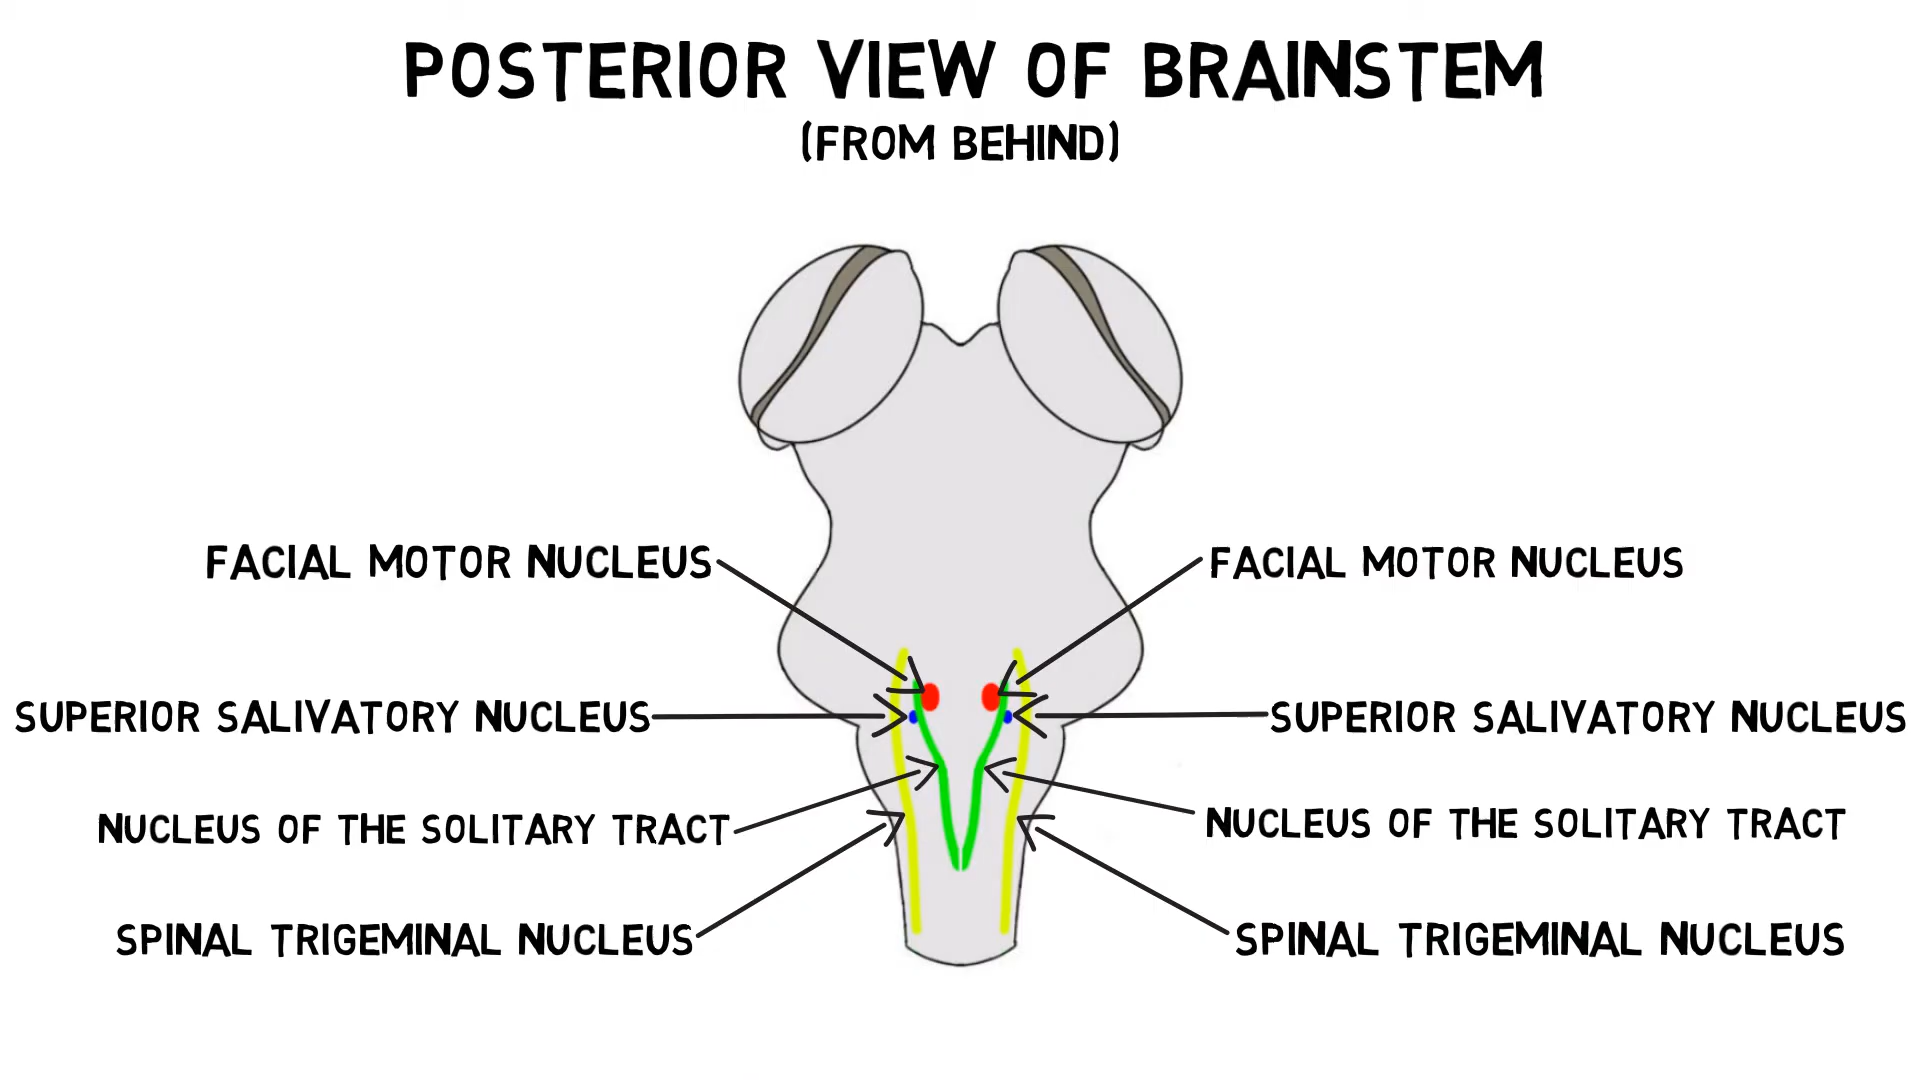 POSTERIOR VIEW OF BRAINSTEM
(FROM BEHIND)
FACIAL MOTOR NUCLEUS
FACIAL MOTOR NUCLEUS
SUPERIOR SALIVATORY NUCLEUS
SUPERIOR SALIVATORY NUCLEUS
NUCLEUS OF THE SOLITARY TRACT
NUCLEUS OF THE SOLITARY TRACT
SPINAL TRIGEMINAL NUCLEUS
SPINAL TRIGEMINAL NUCLEUS